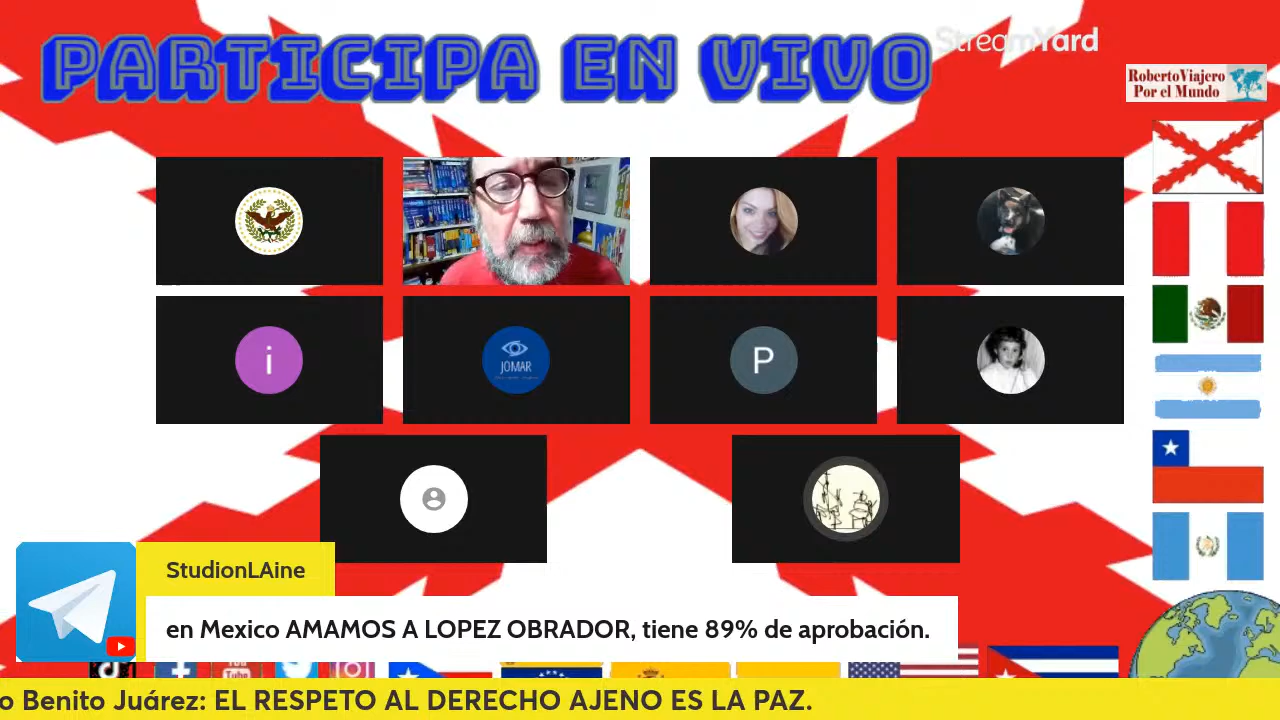 PARTICIPA EN VIVO
StreamYard
RobertoViajero
Por el Mundo
i
JOMAR
P
StudionLAine
en Mexico AMAMOS A LOPEZ OBRADOR, tiene 89% de aprobación.
o Benito Juárez: EL RESPETO AL DERECHO AJENO ES LA PAZ.